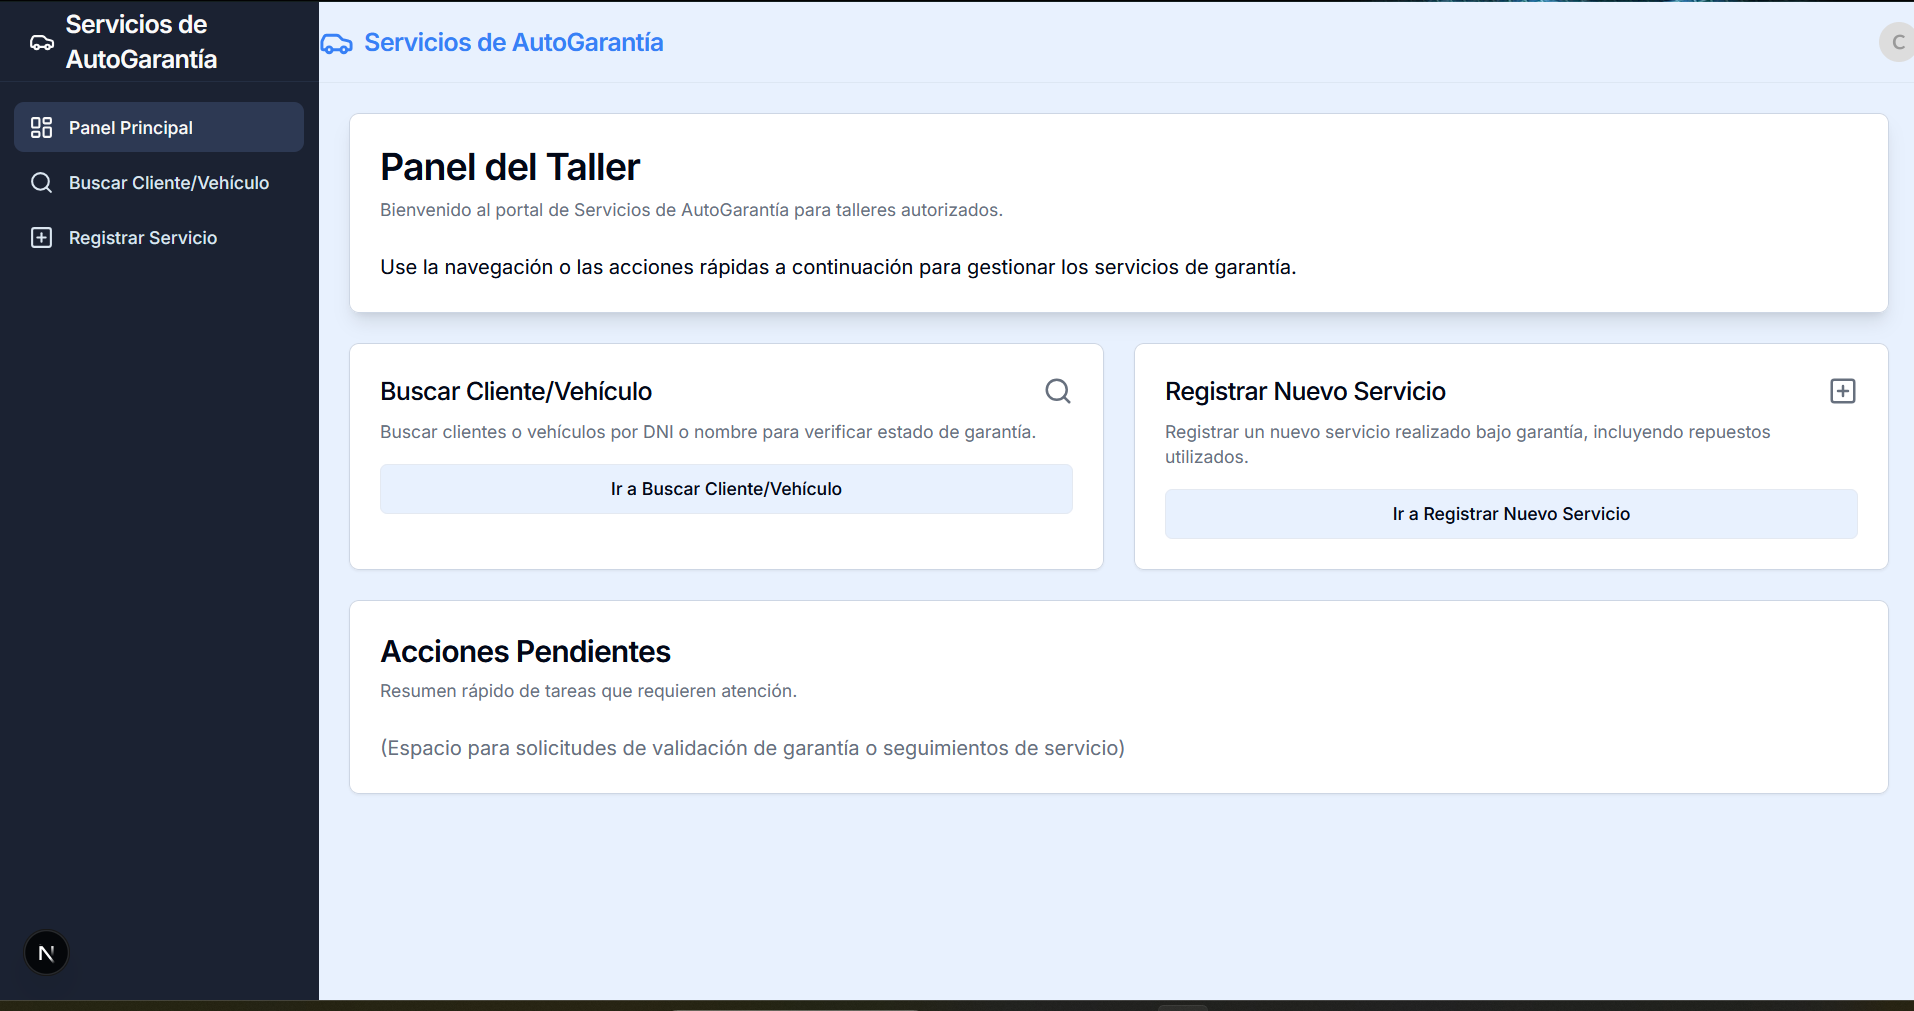 Servicios de
AutoGarantía
Servicios de AutoGarantía
C
Panel Principal
Buscar Cliente/Vehículo
Registrar Servicio
Panel del Taller
Bienvenido al portal de Servicios de AutoGarantía para talleres autorizados.
Use la navegación o las acciones rápidas a continuación para gestionar los servicios de garantía.
Buscar Cliente/Vehículo
Buscar clientes o vehículos por DNI o nombre para verificar estado de garantía.
Ir a Buscar Cliente/Vehículo
Registrar Nuevo Servicio
Registrar un nuevo servicio realizado bajo garantía, incluyendo repuestos
utilizados.
Ir a Registrar Nuevo Servicio
Acciones Pendientes
Resumen rápido de tareas que requieren atención.
(Espacio para solicitudes de validación de garantía o seguimientos de servicio)
N